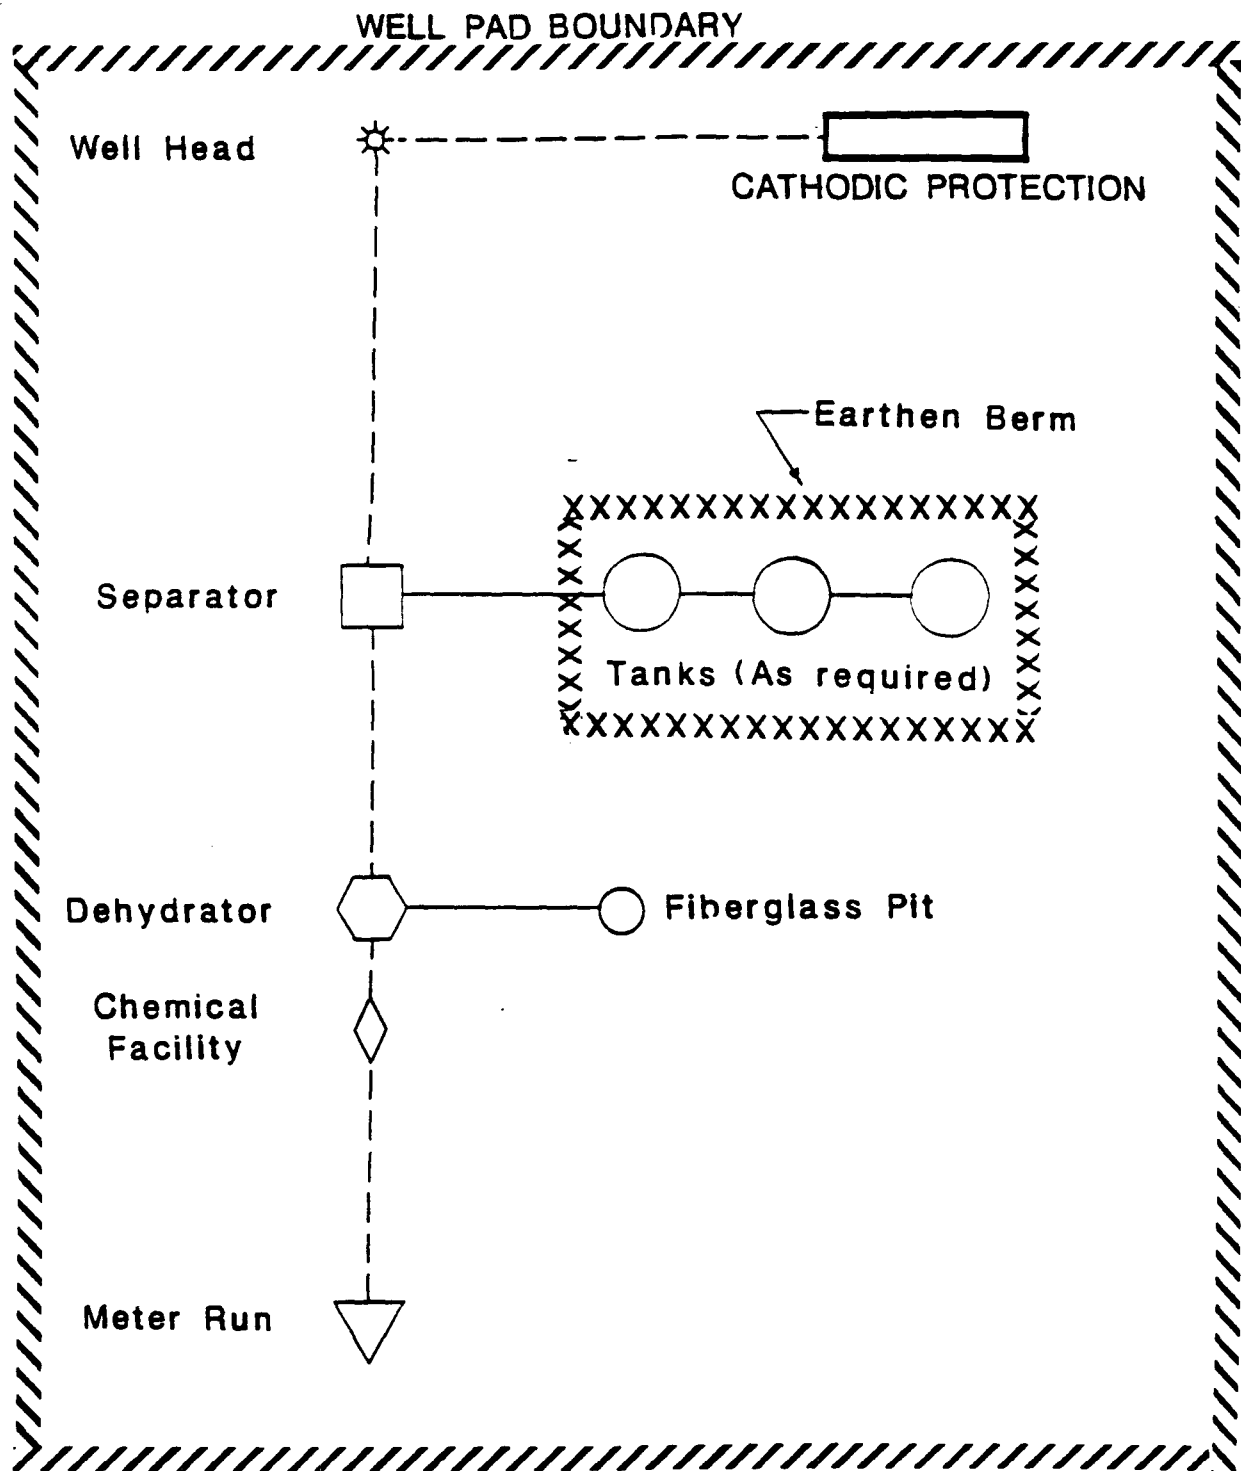 WELL PAD BOUNDARY
Well Head
CATHODIC PROTECTION
Earthen Berm
Separator
Tanks (As required)
Dehydrator
Fiberglass Pit
Chemical
Facility
Meter Run